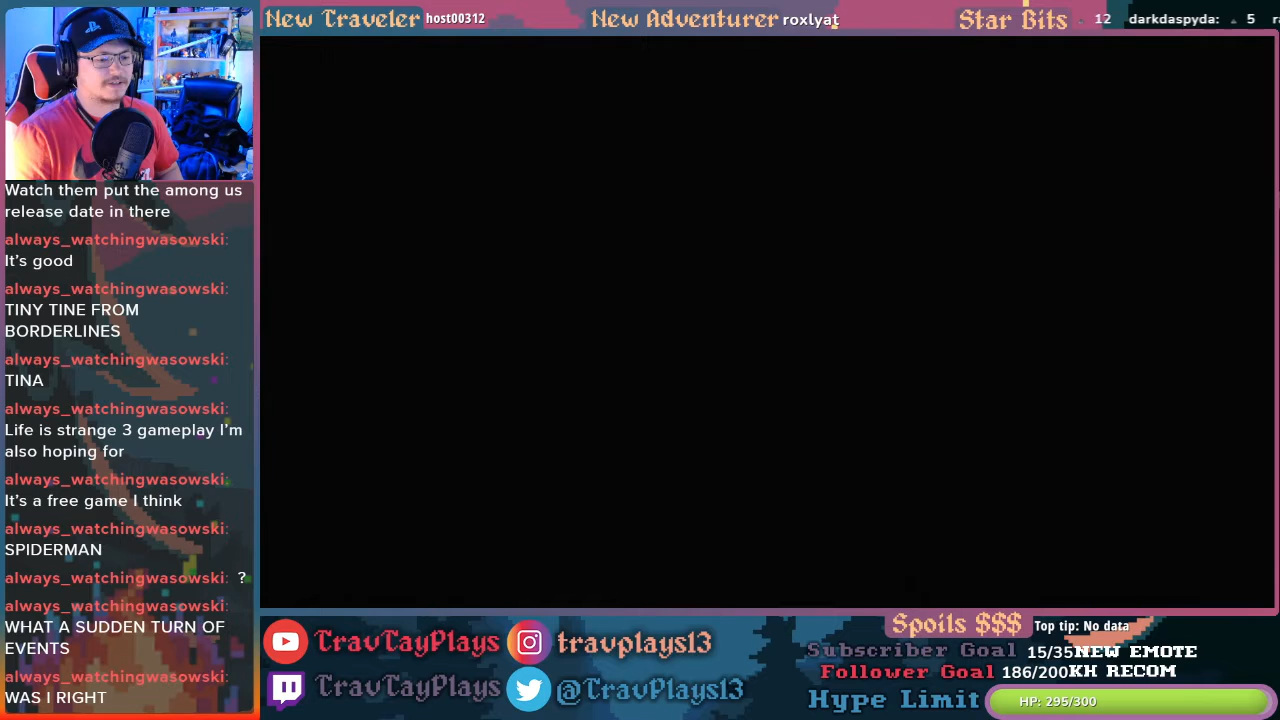 New Traveler host00312
New Adventurer roxlyat
Star Bits 12 darkdaspyda: 5
Watch them put the among us
release date in there
always_watchingwasowski:
It's good
always_watchingwasowski:
TINY TINE FROM
BORDERLINES
always_watchingwasowski:
TINA
always_watchingwasowski:
Life is strange 3 gameplay I'm
also hoping for
always_watchingwasowski:
It's a free game I think
always_watchingwasowski:
SPIDERMAN
always_watchingwasowski: ?
always_watchingwasowski:
WHAT A SUDDEN TURN OF
EVENTS
always_watchingwasowski:
WAS I RIGHT
TravTayPlays
travplays13
TravTayPlays
@TravPlays13
Spoils $$$ Top tip: No data
Subscriber Goal 15/35 NEW EMOTE
Follower Goal 186/200 KH RECOM
Hype Limit HP: 295/300